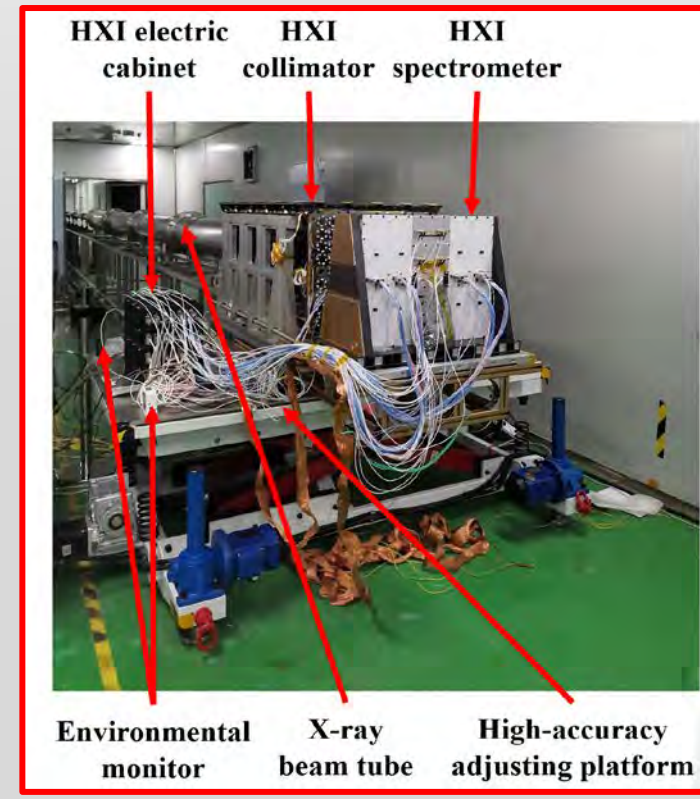 HXI electric
cabinet
HXI
collimator
HXI
spectrometer
Environmental
monitor
X-ray
beam tube
High-accuracy
adjusting platform